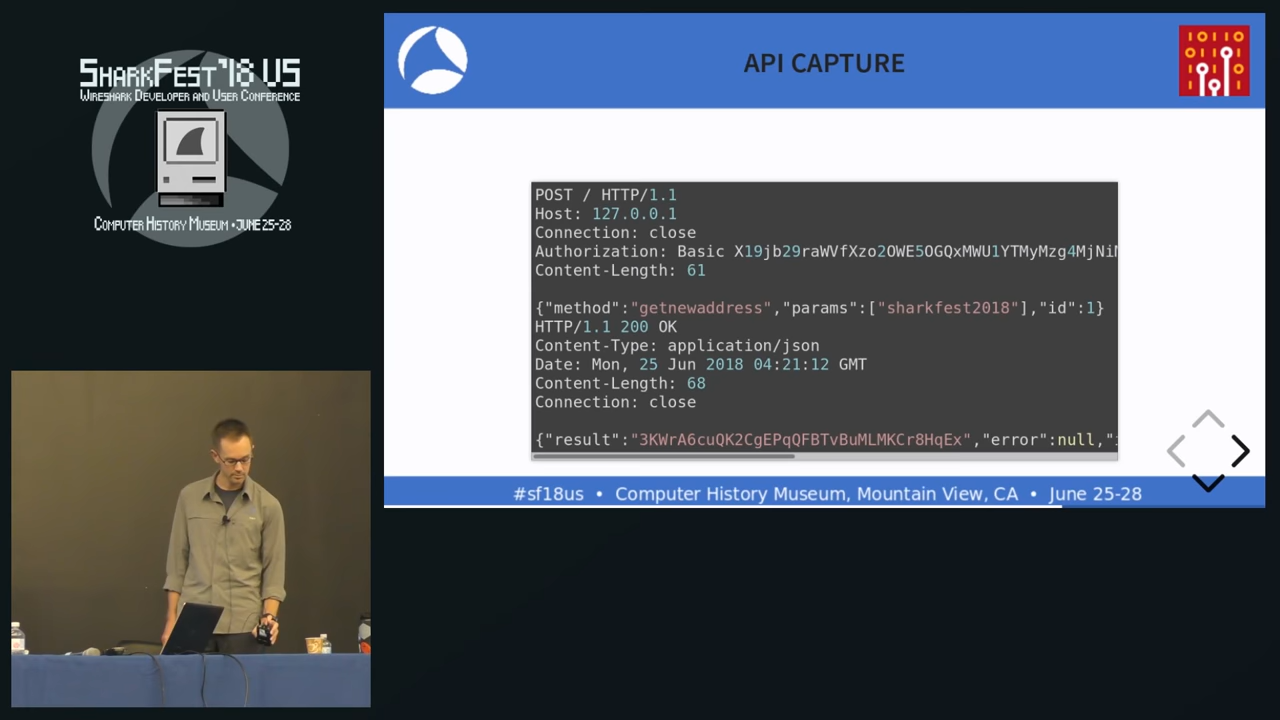 SHARKFEST'18 US
WIRESHARK DEVELOPER AND USER CONFERENCE
COMPUTER HISTORY MUSEUM • JUNE 25-28
API CAPTURE
POST / HTTP/1.1
Host: 127.0.0.1
Connection: close
Authorization: Basic X19jb29raWVfXzo2OWE5OGQxMWU1YTMyMzg4MjNiM
Content-Length: 61
{"method":"getnewaddress","params":["sharkfest2018"],"id":1}
HTTP/1.1 200 OK
Content-Type: application/json
Date: Mon, 25 Jun 2018 04:21:12 GMT
Content-Length: 68
Connection: close
{"result":"3KWrA6cuQK2CgEPqQFBTvBuMLMKCr8HqEx","error":null,"i
#sf18us • Computer History Museum, Mountain View, CA • June 25-28